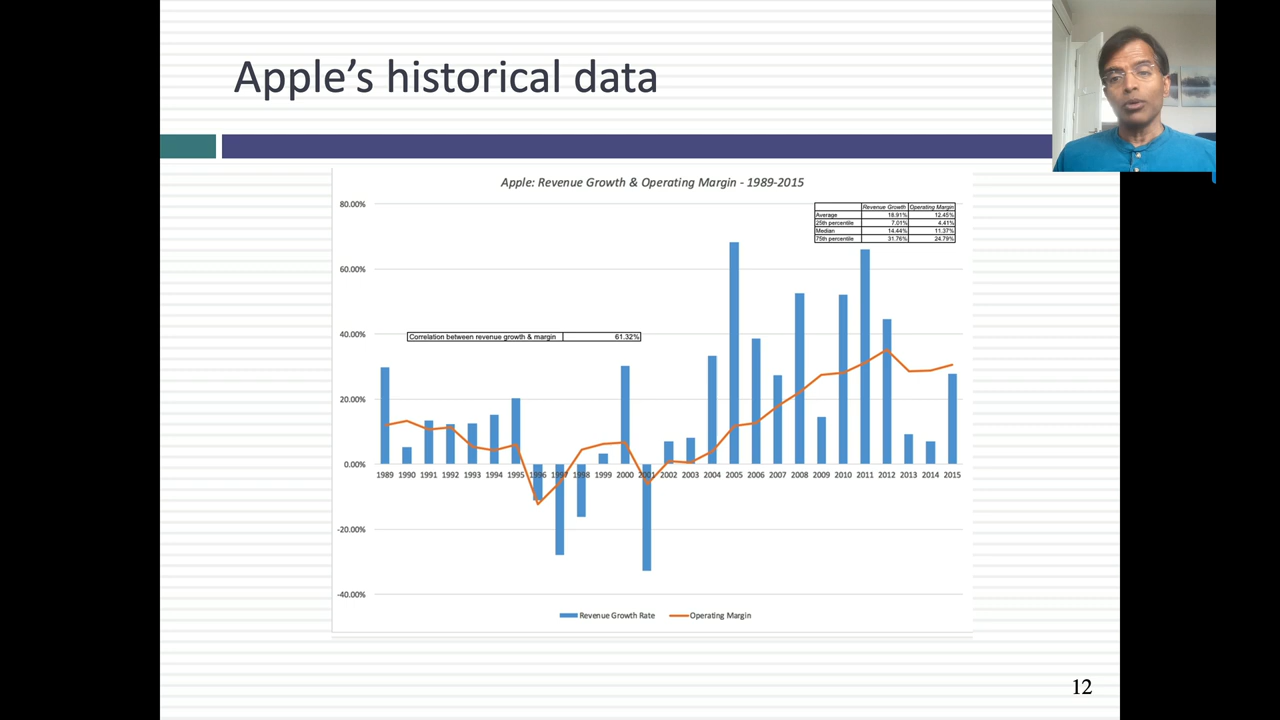 Apple's historical data
Apple: Revenue Growth & Operating Margin - 1989-2015
80.00%
Revenue Growth Operating Margin
Average 18.91% 12.45%
25th percentile 7.01% 4.41%
Median 14.44% 11.37%
75th percentile 31.76% 24.79%
60.00%
Correlation between revenue growth & margin 61.32%
40.00%
20.00%
0.00%
1989 1990 1991 1992 1993 1994 1995 1996 1997 1998 1999 2000 2001 2002 2003 2004 2005 2006 2007 2008 2009 2010 2011 2012 2013 2014 2015
-20.00%
-40.00%
Revenue Growth Rate Operating Margin
12